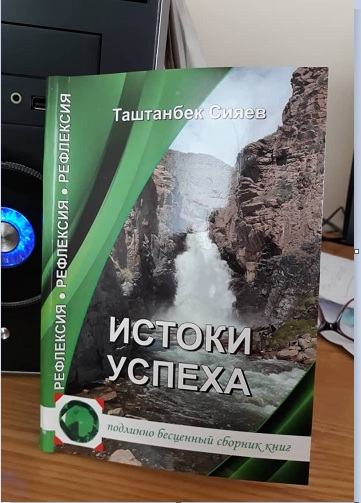 Таштанбек Сияев
РЕФЛЕКСИЯ • РЕФЛЕКСИЯ • РЕФЛЕКСИЯ
ИСТОКИ
УСПЕХА
подлинно бесценный сборник книг